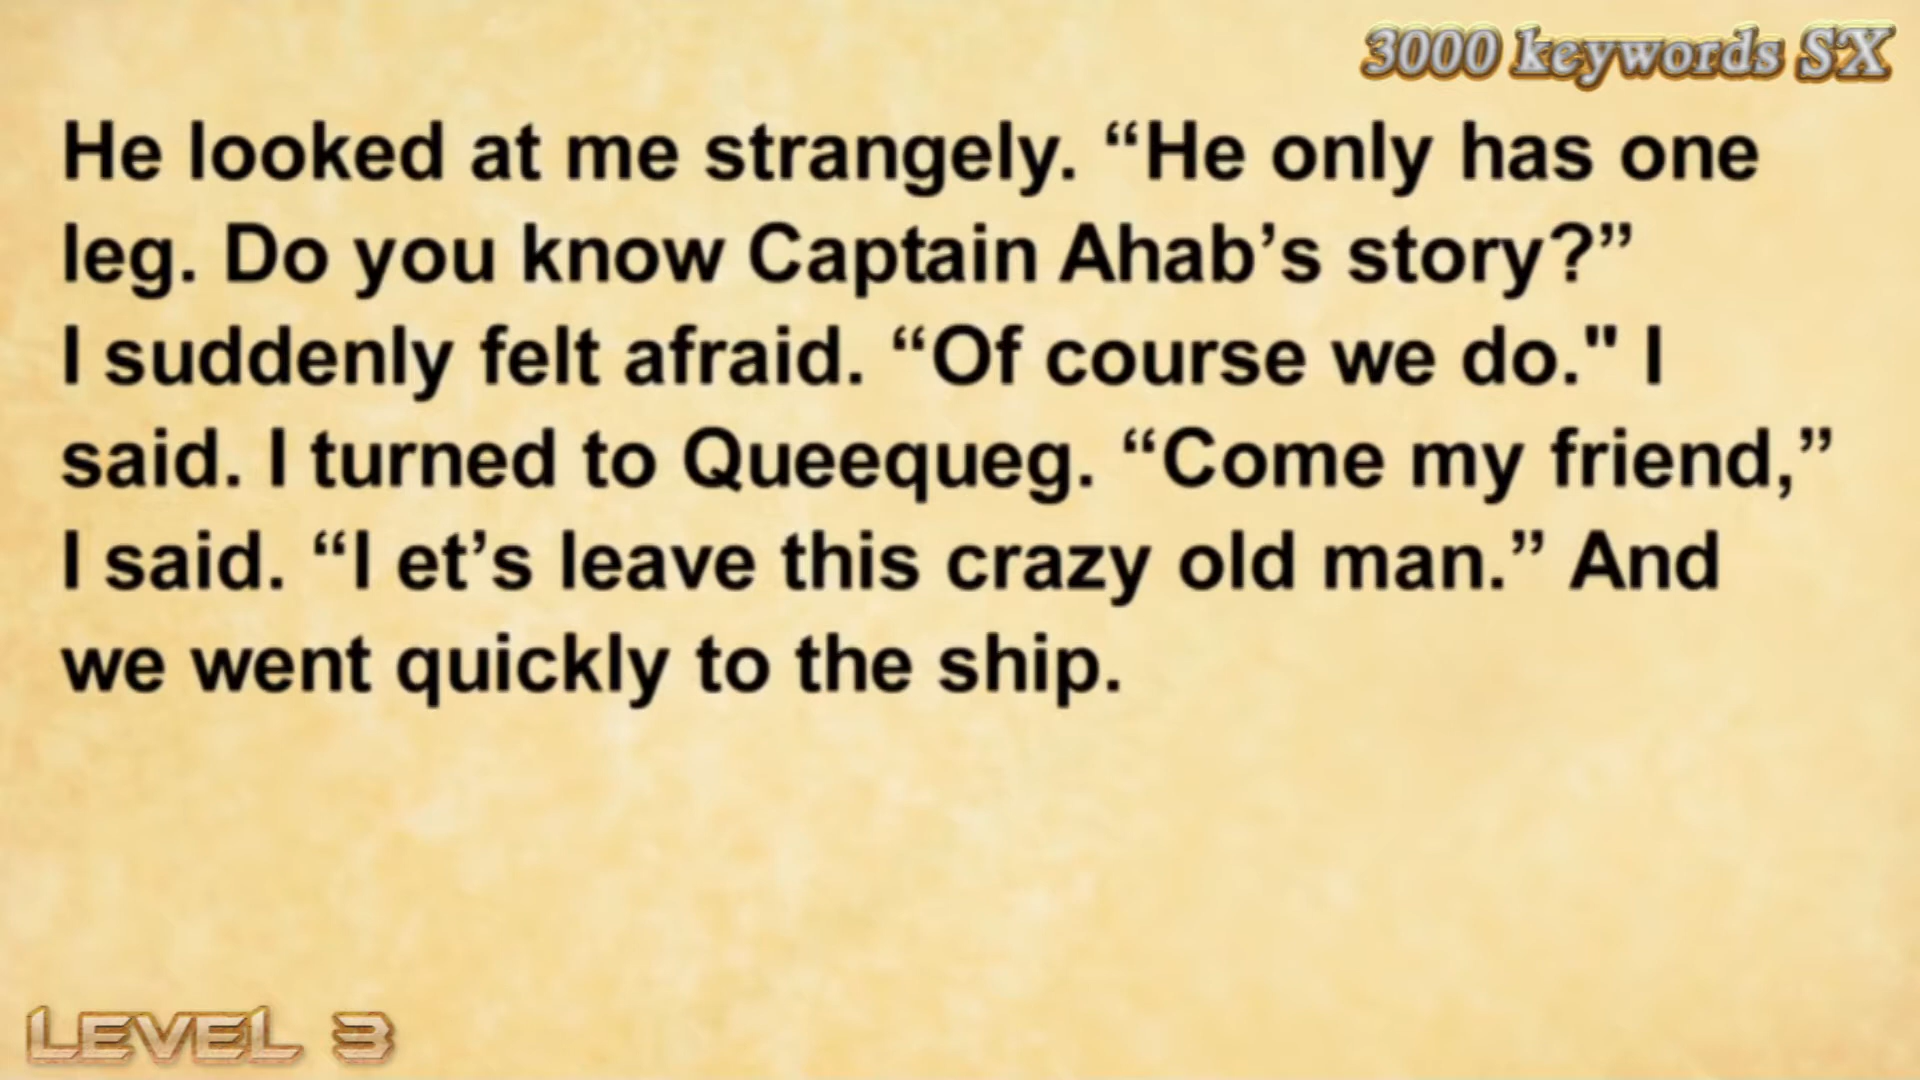 3000 keywords SX
He looked at me strangely. “He only has one
leg. Do you know Captain Ahab’s story?”
I suddenly felt afraid. “Of course we do." I
said. I turned to Queequeg. “Come my friend,”
I said. “I et’s leave this crazy old man.” And
we went quickly to the ship.
LEVEL 3